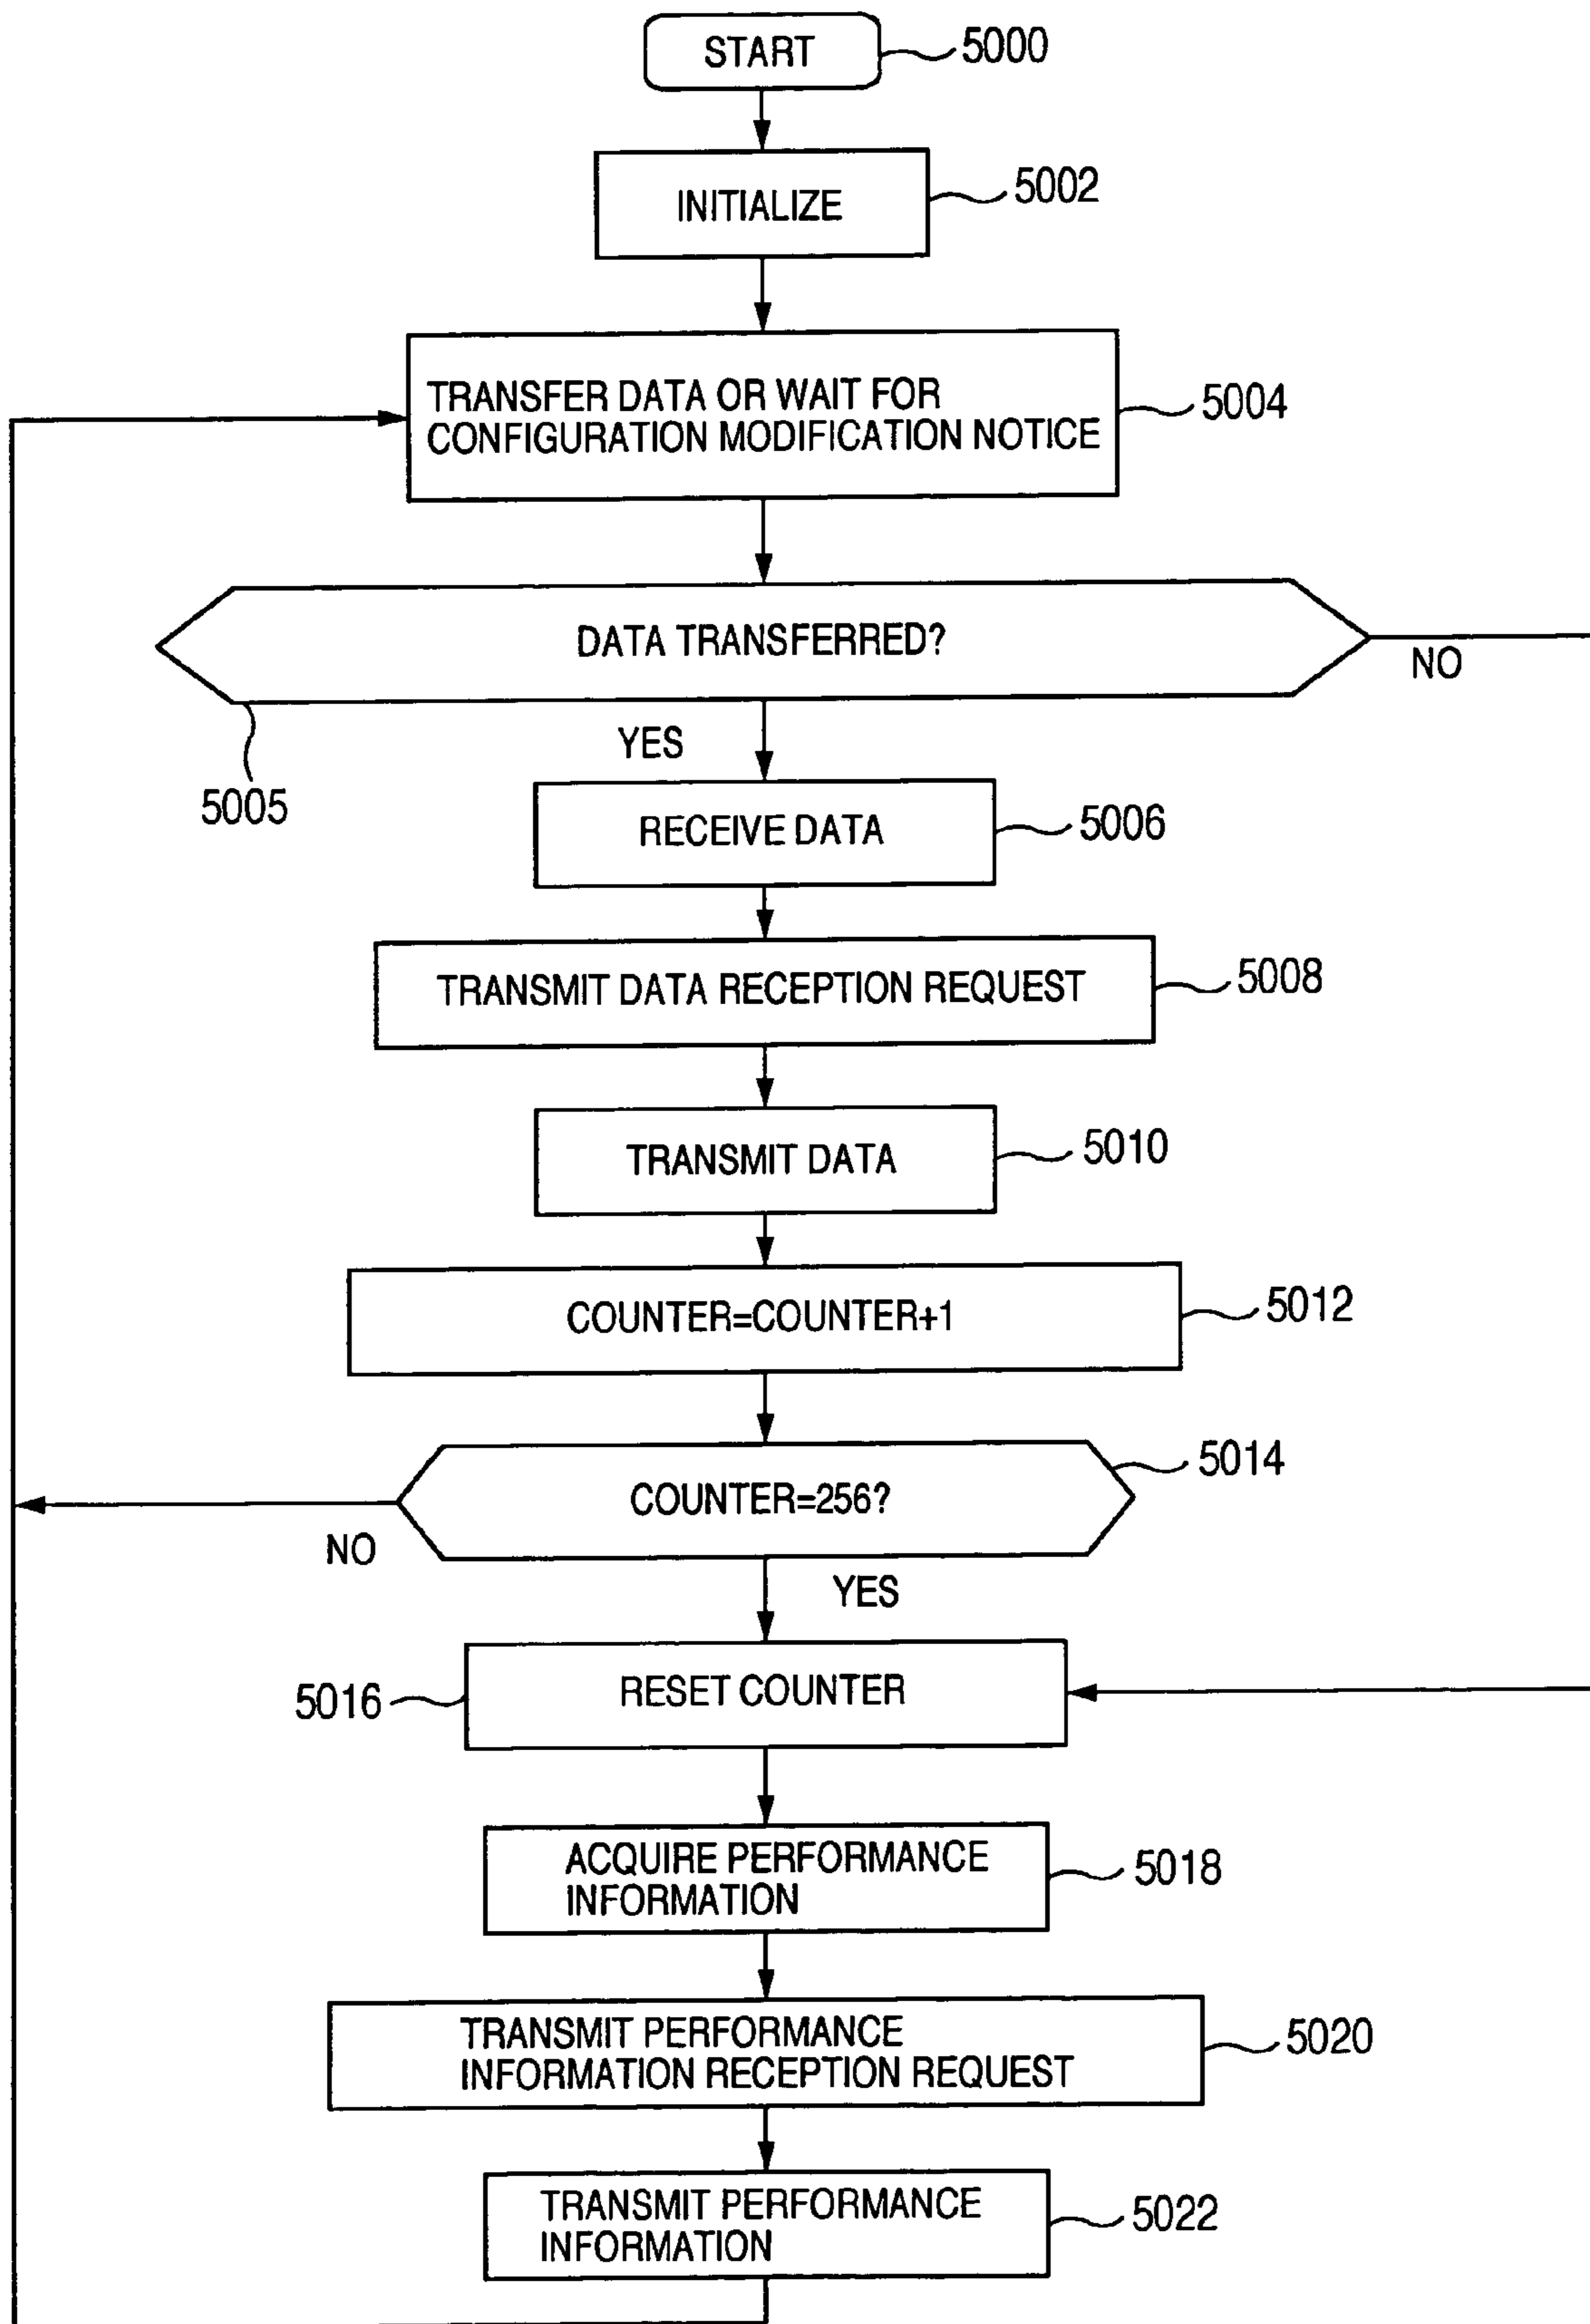 START
5000
INITIALIZE
5002
TRANSFER DATA OR WAIT FOR
CONFIGURATION MODIFICATION NOTICE
5004
DATA TRANSFERRED?
NO
YES
5005
RECEIVE DATA
5006
TRANSMIT DATA RECEPTION REQUEST
5008
TRANSMIT DATA
5010
COUNTER=COUNTER+1
5012
5014
COUNTER=256?
NO
YES
RESET COUNTER
5016
ACQUIRE PERFORMANCE
INFORMATION
5018
TRANSMIT PERFORMANCE
INFORMATION RECEPTION REQUEST
5020
TRANSMIT PERFORMANCE
INFORMATION
5022